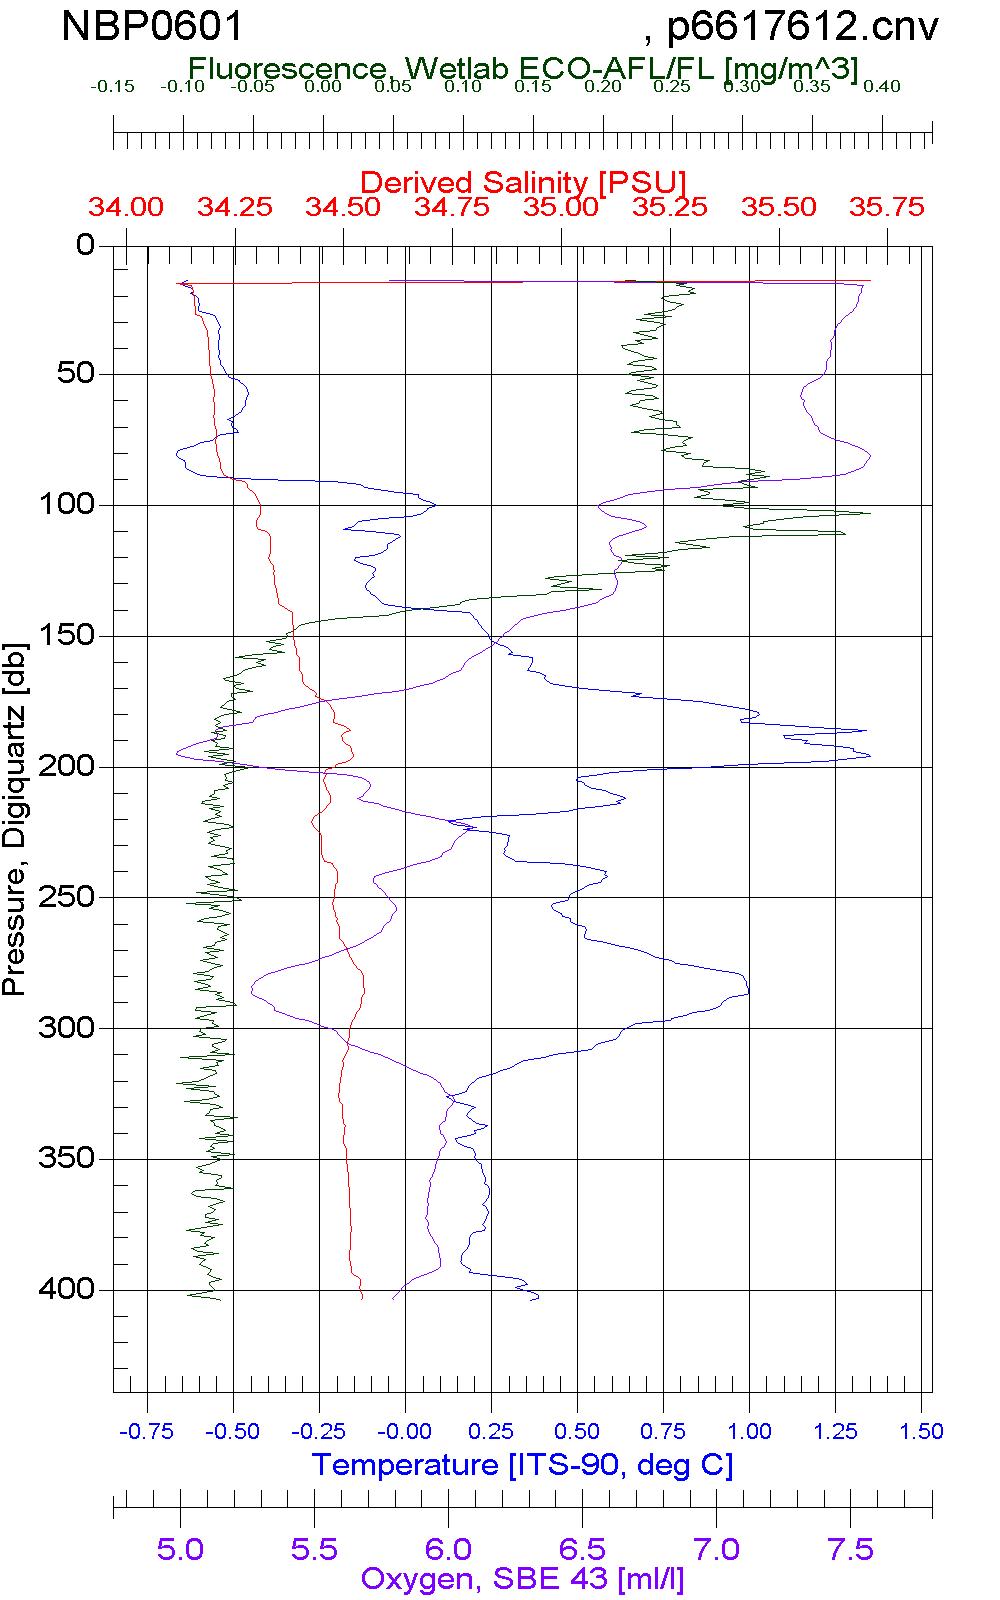 NBP0601 , p6617612.cnv
Fluorescence, Wetlab ECO-AFL/FL [mg/m^3]
-0.15 -0.10 -0.05 0.00 0.05 0.10 0.15 0.20 0.25 0.30 0.35 0.40
Derived Salinity [PSU]
34.00 34.25 34.50 34.75 35.00 35.25 35.50 35.75
0
50
100
150
200
250
300
350
400
Pressure, Digiquartz [db]
-0.75 -0.50 -0.25 -0.00 0.25 0.50 0.75 1.00 1.25 1.50
Temperature [ITS-90, deg C]
5.0 5.5 6.0 6.5 7.0 7.5
Oxygen, SBE 43 [ml/l]